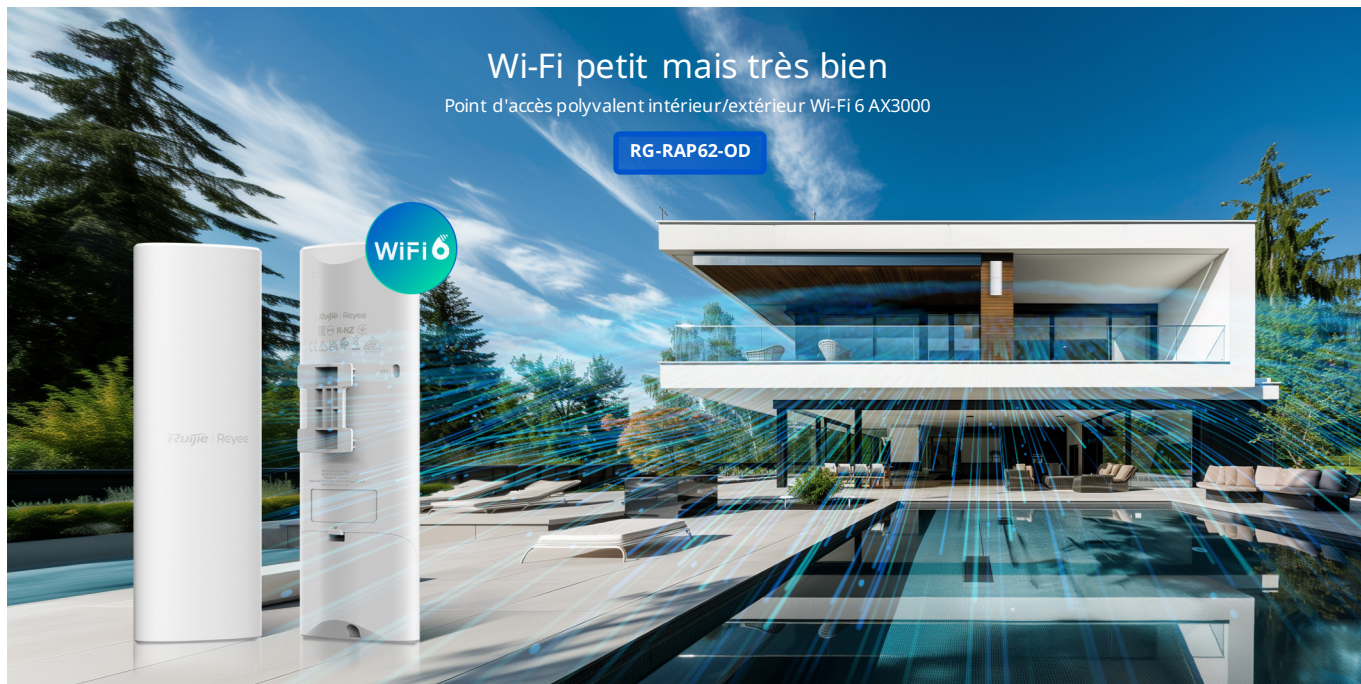 Wi-Fi petit mais très bien
Point d'accès polyvalent intérieur/extérieur Wi-Fi 6 AX3000
RG-RAP62-OD
WiFi 6
Ruijie | Reyee
R-NZ
Ruijie | Reyee